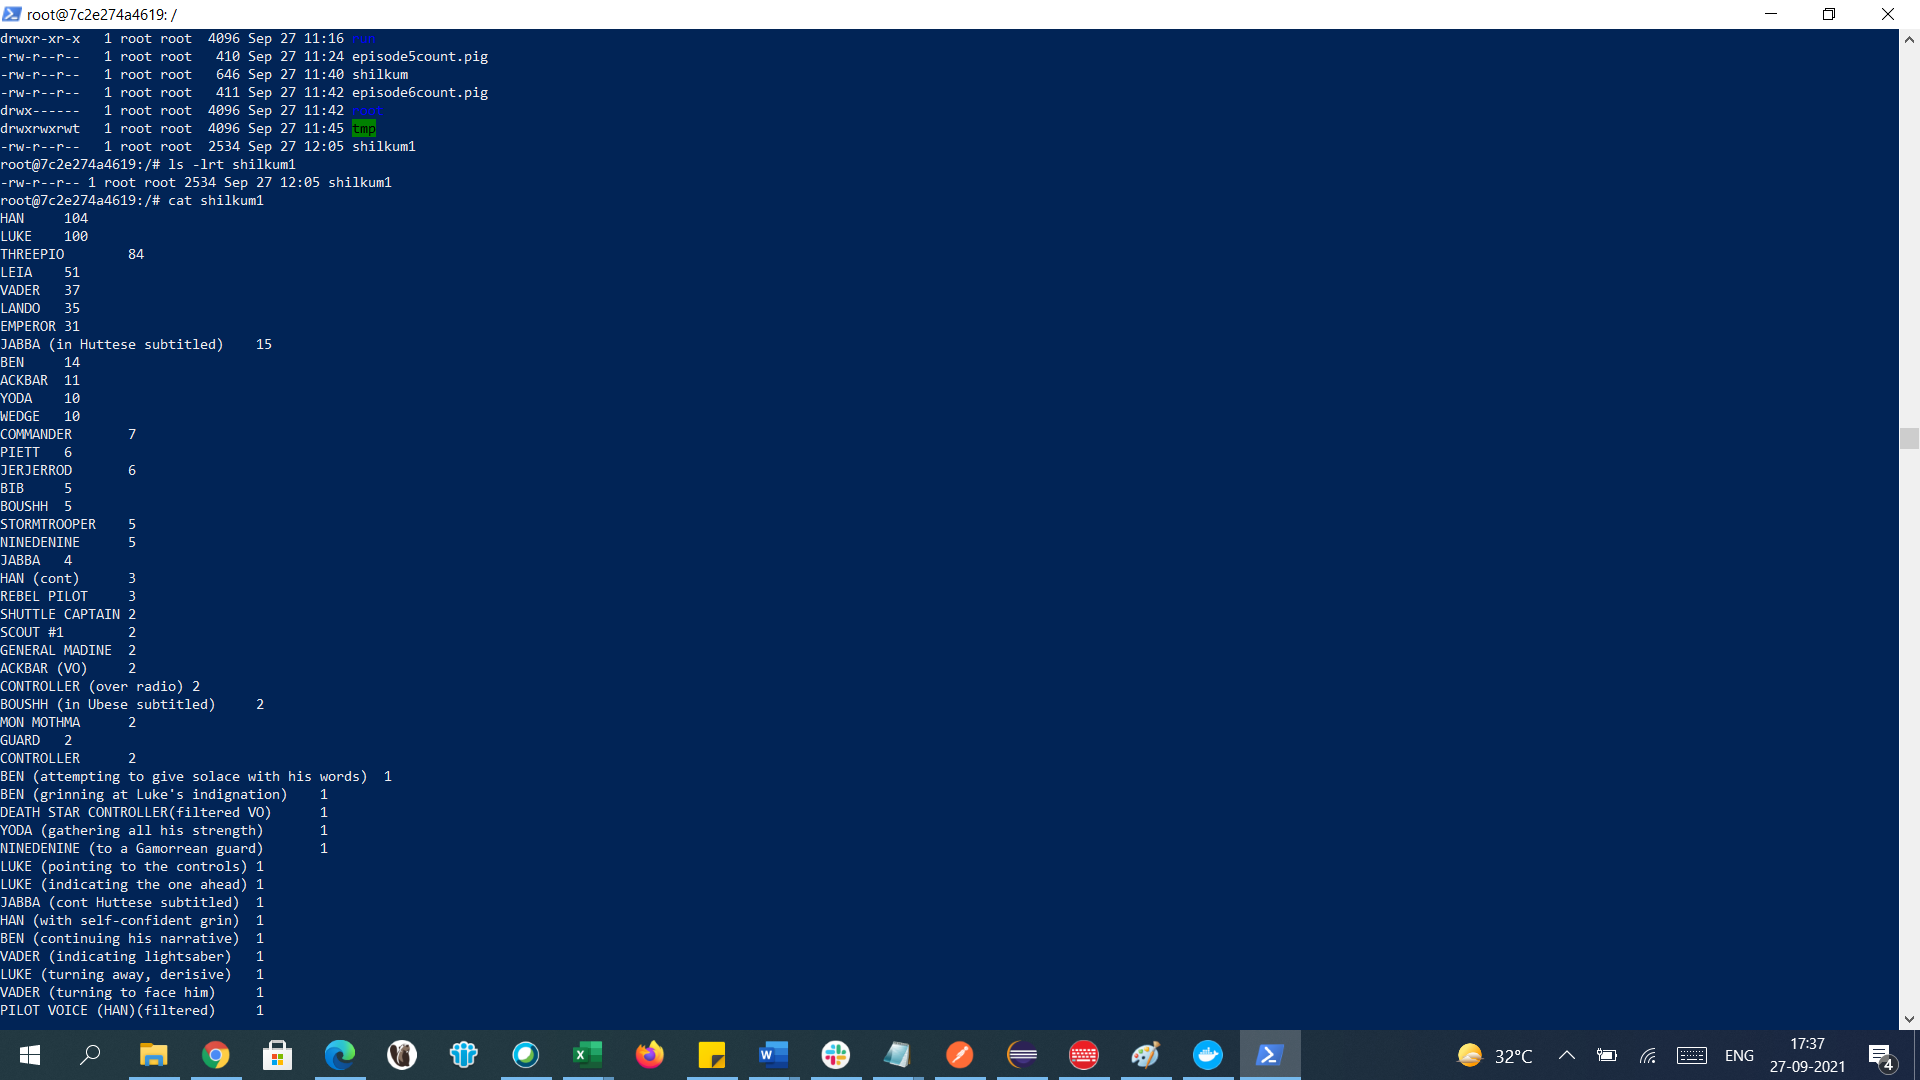 root@7c2e274a4619: /
drwxr-xr-x   1 root root  4096 Sep 27 11:16 run
-rw-r--r--   1 root root   410 Sep 27 11:24 episode5count.pig
-rw-r--r--   1 root root   646 Sep 27 11:40 shilkum
-rw-r--r--   1 root root   411 Sep 27 11:42 episode6count.pig
drwx------   1 root root  4096 Sep 27 11:42 root
drwxrwxrwt   1 root root  4096 Sep 27 11:45 tmp
-rw-r--r--   1 root root  2534 Sep 27 12:05 shilkum1
root@7c2e274a4619:/# ls -lrt shilkum1
-rw-r--r-- 1 root root 2534 Sep 27 12:05 shilkum1
root@7c2e274a4619:/# cat shilkum1
HAN     104
LUKE    100
THREEPIO        84
LEIA    51
VADER   37
LANDO   35
EMPEROR 31
JABBA (in Huttese subtitled)    15
BEN     14
ACKBAR  11
YODA    10
WEDGE   10
COMMANDER       7
PIETT   6
JERJERROD       6
BIB     5
BOUSHH  5
STORMTROOPER    5
NINEDENINE      5
JABBA   4
HAN (cont)      3
REBEL PILOT     3
SHUTTLE CAPTAIN 2
SCOUT #1        2
GENERAL MADINE  2
ACKBAR (VO)     2
CONTROLLER (over radio) 2
BOUSHH (in Ubese subtitled)     2
MON MOTHMA      2
GUARD   2
CONTROLLER      2
BEN (attempting to give solace with his words)  1
BEN (grinning at Luke's indignation)    1
DEATH STAR CONTROLLER(filtered VO)      1
YODA (gathering all his strength)       1
NINEDENINE (to a Gamorrean guard)       1
LUKE (pointing to the controls) 1
LUKE (indicating the one ahead) 1
JABBA (cont Huttese subtitled)  1
HAN (with self-confident grin)  1
BEN (continuing his narrative)  1
VADER (indicating lightsaber)   1
LUKE (turning away, derisive)   1
VADER (turning to face him)     1
PILOT VOICE (HAN)(filtered)     1
32°C
ENG
17:37
27-09-2021
4